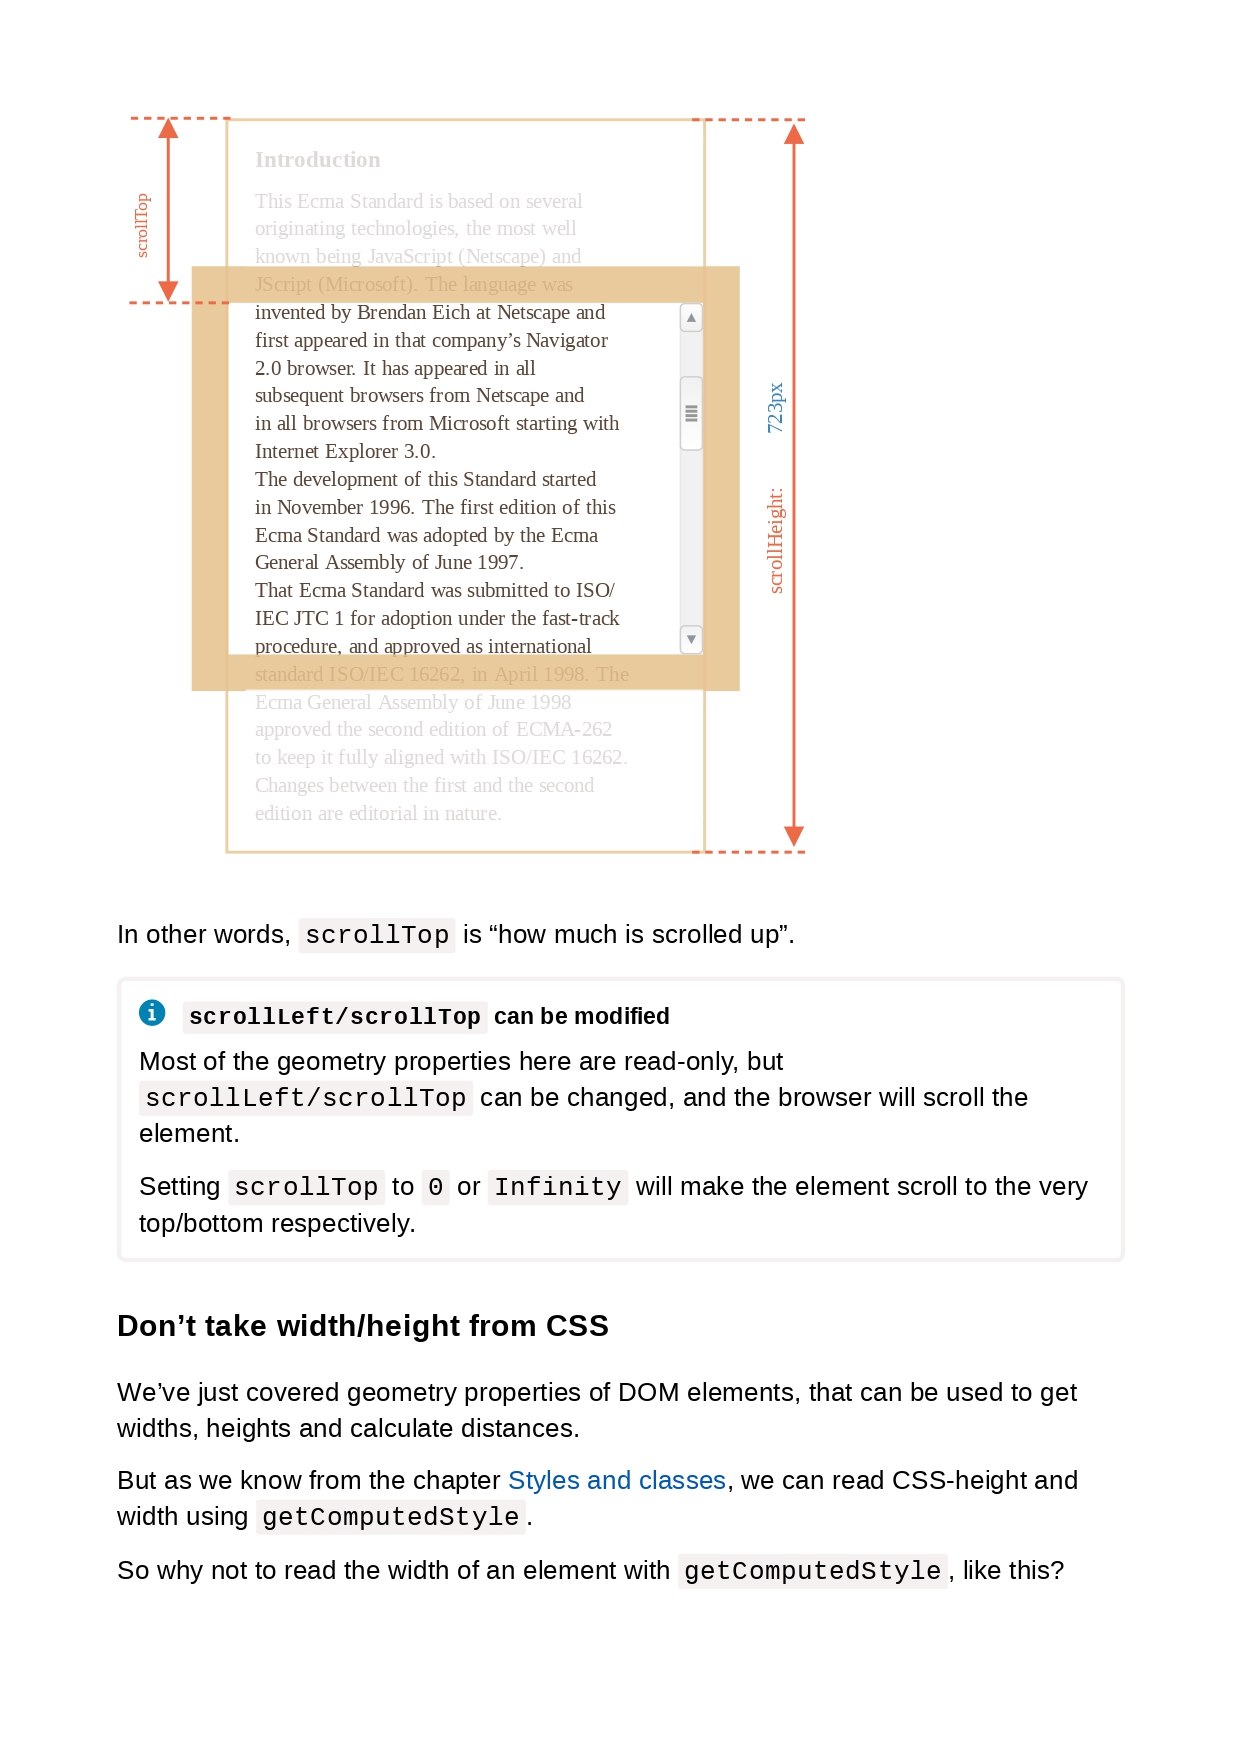 scrollTop
Introduction
This Ecma Standard is based on several
originating technologies, the most well
known being JavaScript (Netscape) and
JScript (Microsoft). The language was
invented by Brendan Eich at Netscape and
first appeared in that company’s Navigator
2.0 browser. It has appeared in all
subsequent browsers from Netscape and
in all browsers from Microsoft starting with
Internet Explorer 3.0.
The development of this Standard started
in November 1996. The first edition of this
Ecma Standard was adopted by the Ecma
General Assembly of June 1997.
That Ecma Standard was submitted to ISO/
IEC JTC 1 for adoption under the fast-track
procedure, and approved as international
standard ISO/IEC 16262, in April 1998. The
Ecma General Assembly of June 1998
approved the second edition of ECMA-262
to keep it fully aligned with ISO/IEC 16262.
Changes between the first and the second
edition are editorial in nature.
scrollHeight: 723px
In other words, scrollTop is “how much is scrolled up”.
scrollLeft/scrollTop can be modified
Most of the geometry properties here are read-only, but
scrollLeft/scrollTop can be changed, and the browser will scroll the
element.
Setting scrollTop to 0 or Infinity will make the element scroll to the very
top/bottom respectively.
Don’t take width/height from CSS
We’ve just covered geometry properties of DOM elements, that can be used to get
widths, heights and calculate distances.
But as we know from the chapter Styles and classes, we can read CSS-height and
width using getComputedStyle.
So why not to read the width of an element with getComputedStyle, like this?